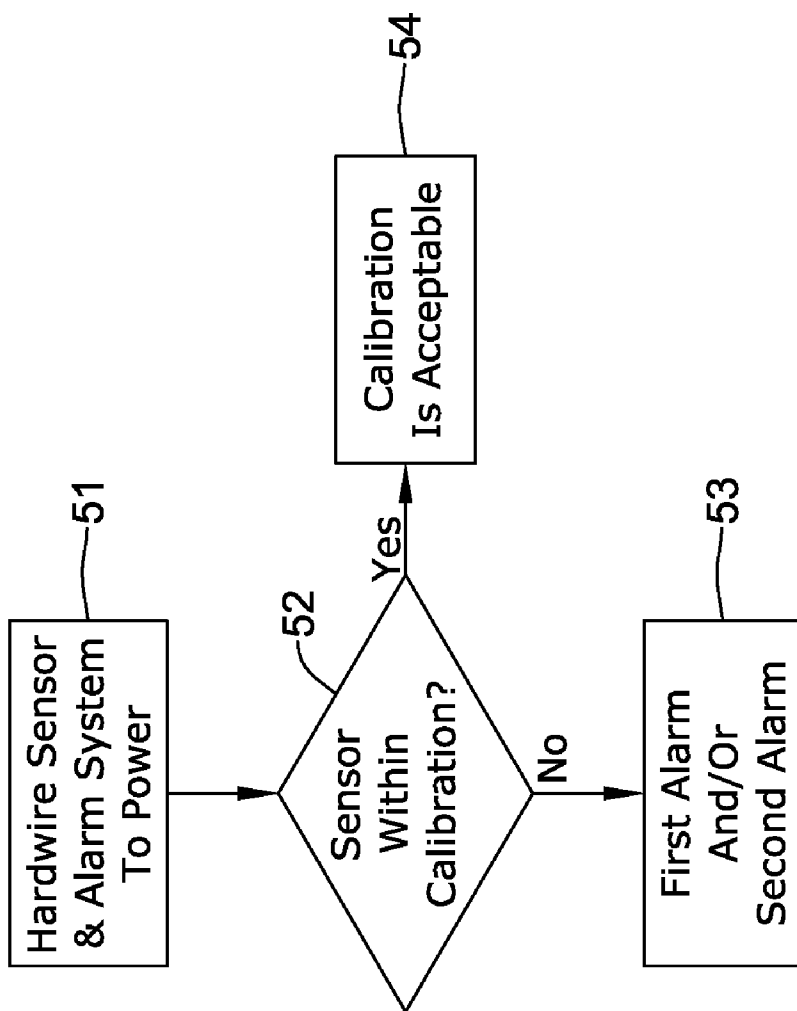 Hardwire Sensor
& Alarm System
To Power
51
52
Sensor
Within
Calibration?
Yes
Calibration
Is Acceptable
54
No
First Alarm
And/Or
Second Alarm
53